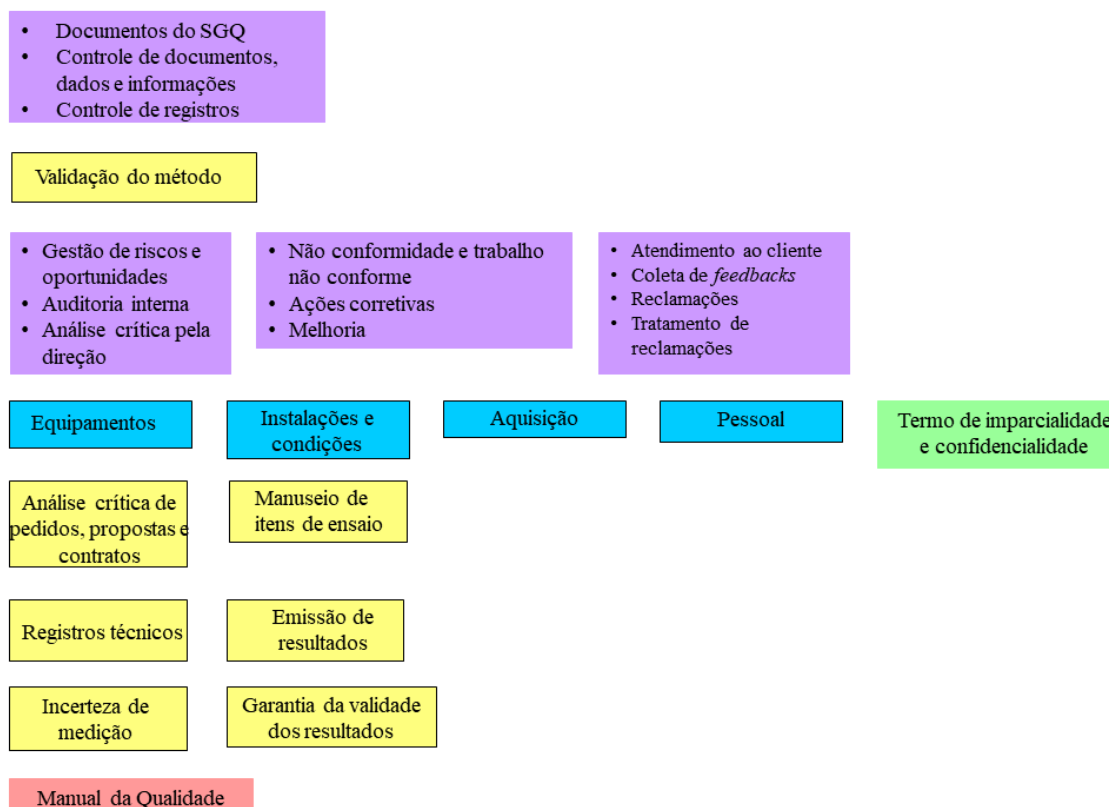 • Documentos do SGQ
• Controle de documentos,
dados e informações
• Controle de registros
Validação do método
• Gestão de riscos e
oportunidades
• Auditoria interna
• Análise crítica pela
direção
• Não conformidade e trabalho
não conforme
• Ações corretivas
• Melhoria
• Atendimento ao cliente
• Coleta de feedbacks
• Reclamações
• Tratamento de
reclamações
Equipamentos
Instalações e
condições
Aquisição
Pessoal
Termo de imparcialidade
e confidencialidade
Análise crítica de
pedidos, propostas e
contratos
Manuseio de
itens de ensaio
Registros técnicos
Emissão de
resultados
Incerteza de
medição
Garantia da validade
dos resultados
Manual da Qualidade